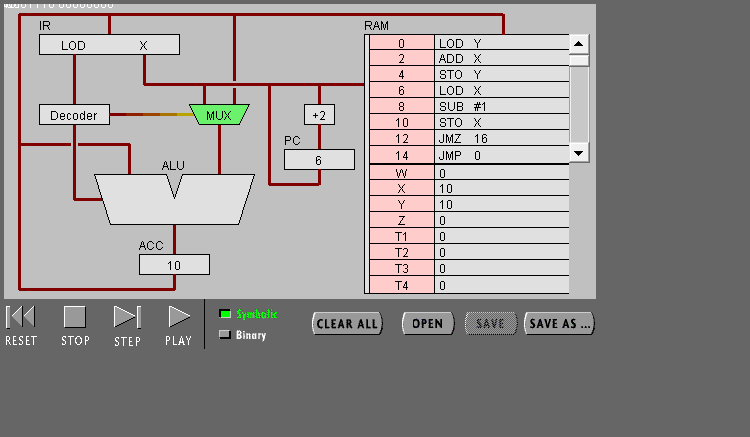 IR
RAM
LOD X
0 LOD Y
2 ADD X
4 STO Y
6 LOD X
8 SUB #1
10 STO X
12 JMZ 16
14 JMP 0
Decoder
MUX
+2
PC
6
ALU
W 0
X 10
Y 10
Z 0
T1 0
T2 0
T3 0
T4 0
ACC
10
Symbolic
Binary
RESET
STOP
STEP
PLAY
CLEAR ALL
OPEN
SAVE
SAVE AS ...